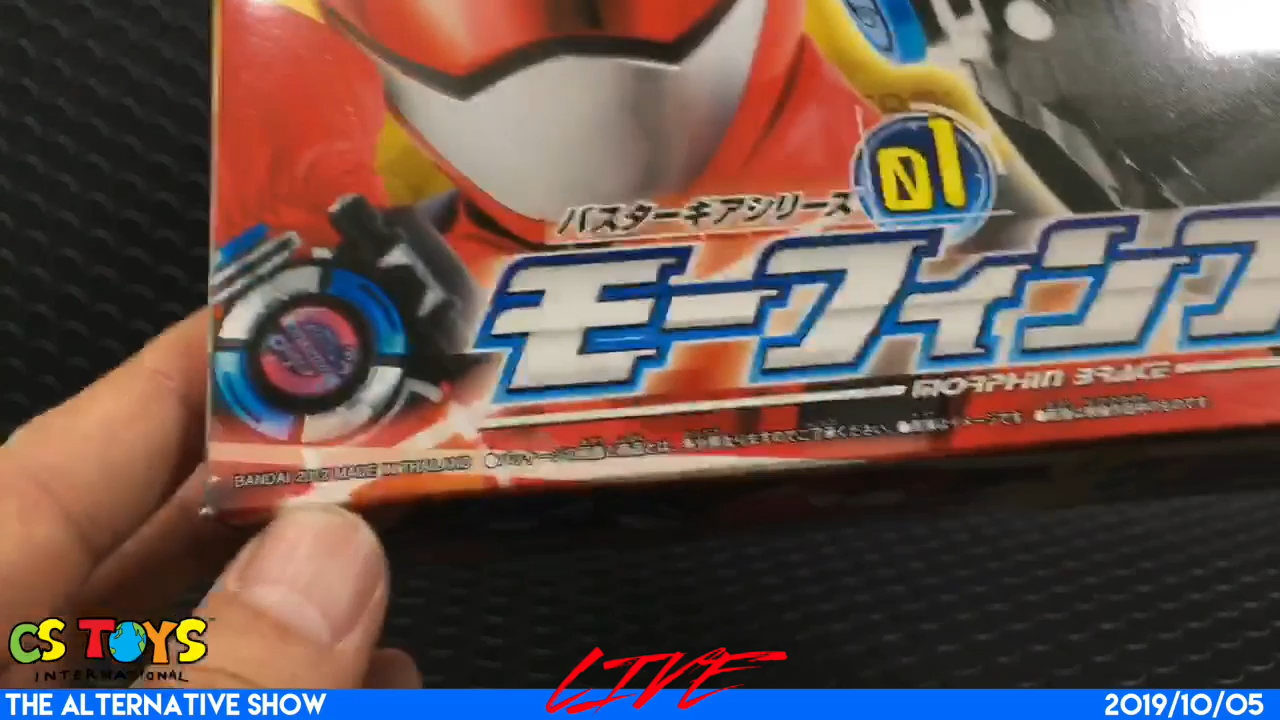 01
バスターギアシリーズ
モーフィンブ
MORPHIN BRACE
BANDAI 2012 MADE IN THAILAND
CS TOYS
INTERNATIONAL
LIVE
THE ALTERNATIVE SHOW
2019/10/05